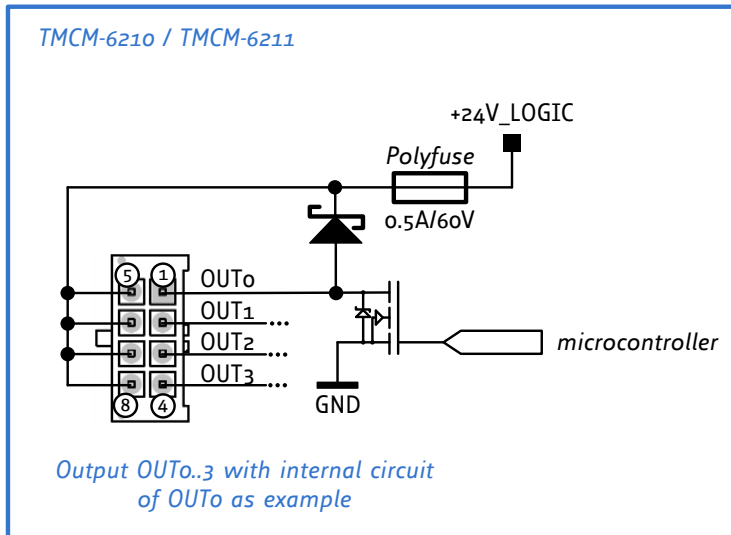 TMCM-6210 / TMCM-6211
+24V_LOGIC
Polyfuse
0.5A/60V
5 1 OUT0
OUT1 ...
OUT2 ...
OUT3 ...
8 4
GND
microcontroller
Output OUT0..3 with internal circuit
of OUT0 as example